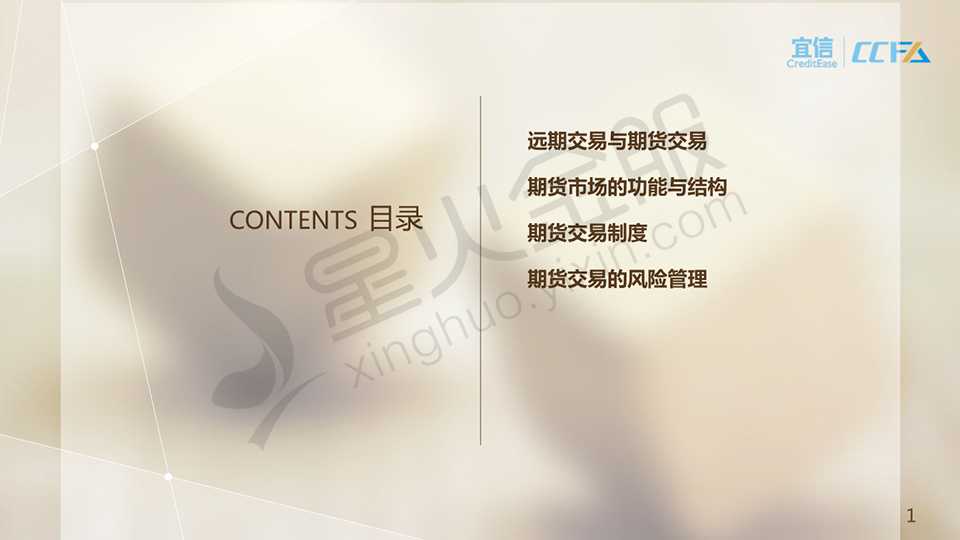 宜信
CreditEase
CCFA
CONTENTS 目录
远期交易与期货交易
期货市场的功能与结构
期货交易制度
期货交易的风险管理
星火金服
xinghuo.yixin.com
1